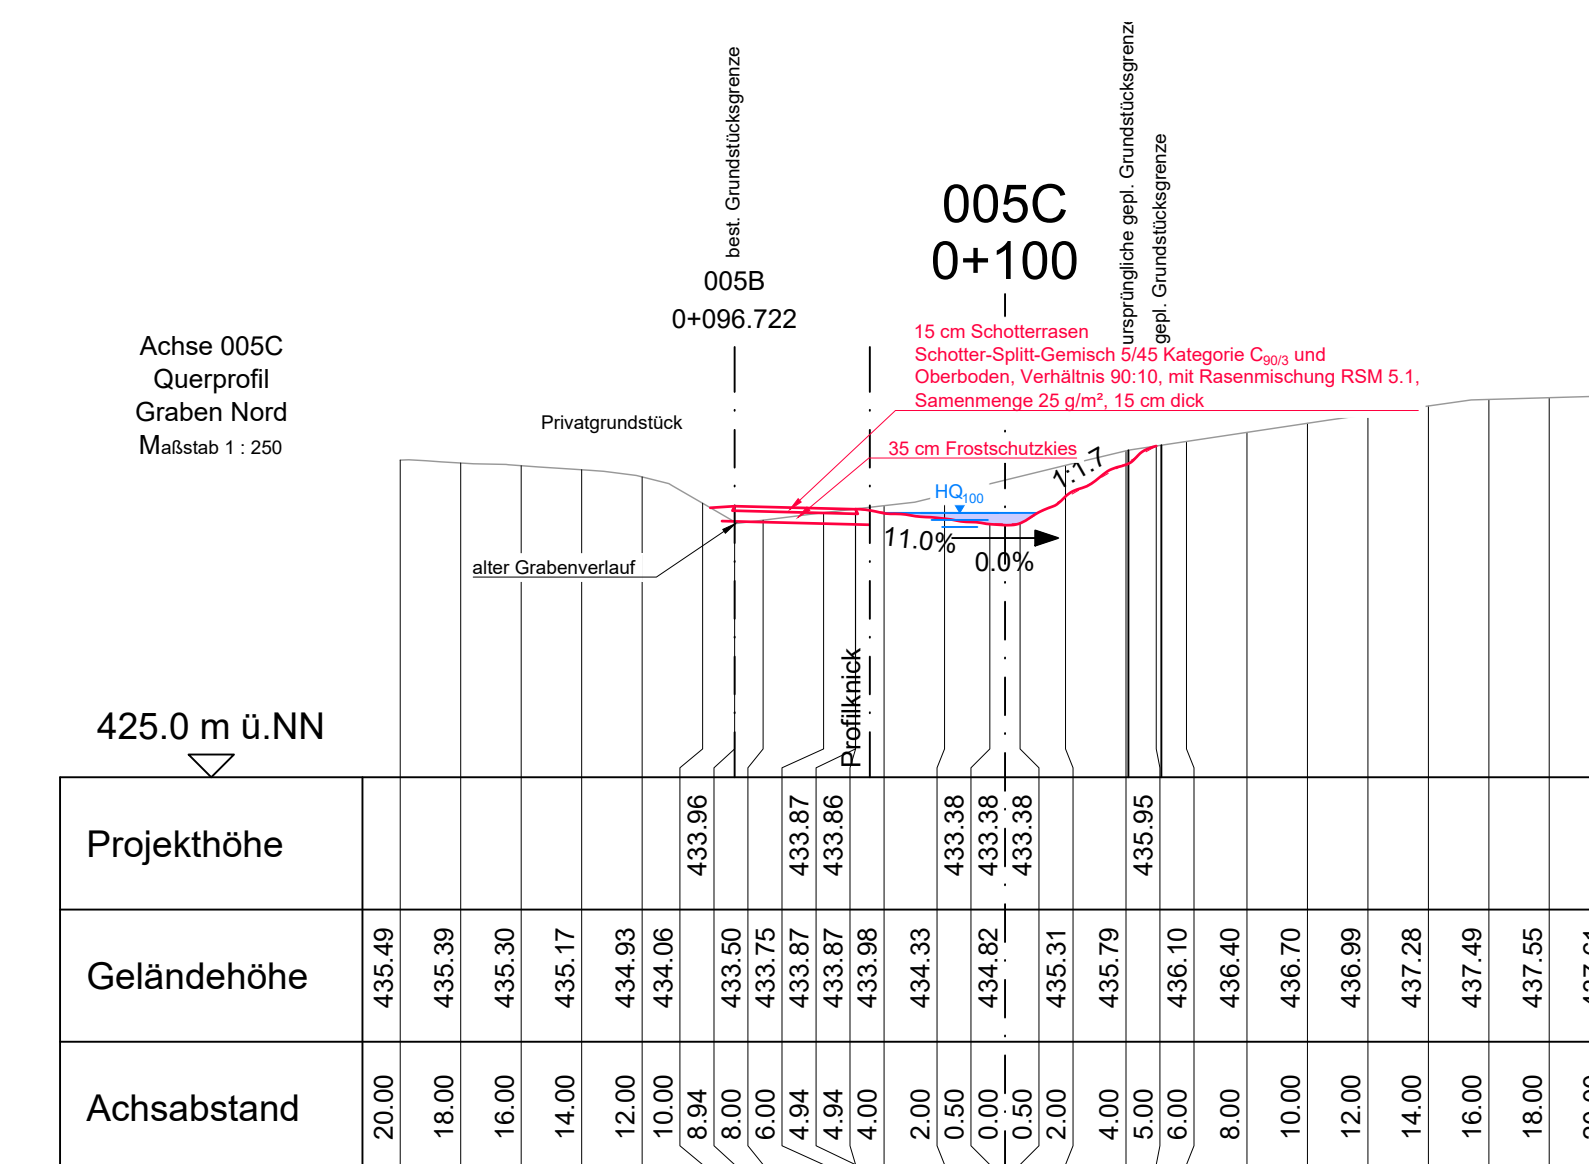 best. Grundstücksgrenze
ursprüngliche gepl. Grundstücksgrenze
gepl. Grundstücksgrenze
005C
0+100
005B
0+096.722
Achse 005C
Querprofil
Graben Nord
Maßstab 1 : 250
Privatgrundstück
15 cm Schotterrasen
Schotter-Splitt-Gemisch 5/45 Kategorie C90/3 und
Oberboden, Verhältnis 90:10, mit Rasenmischung RSM 5.1,
Samenmenge 25 g/m², 15 cm dick
35 cm Frostschutzkies
1:1.7
HQ100
11.0%
0.0%
alter Grabenverlauf
Profilknick
425.0 m ü.NN
Projekthöhe
433.96 433.87 433.86 433.38 433.38 433.38 435.95
Geländehöhe
435.49 435.39 435.30 435.17 434.93 434.06 433.50 433.75 433.87 433.87 433.98 434.33 434.82 435.31 435.79 436.10 436.40 436.70 436.99 437.28 437.49 437.55
Achsabstand
20.00 18.00 16.00 14.00 12.00 10.00 8.94 8.00 6.00 4.94 4.94 4.00 2.00 0.50 0.00 0.50 2.00 4.00 5.00 6.00 8.00 10.00 12.00 14.00 16.00 18.00